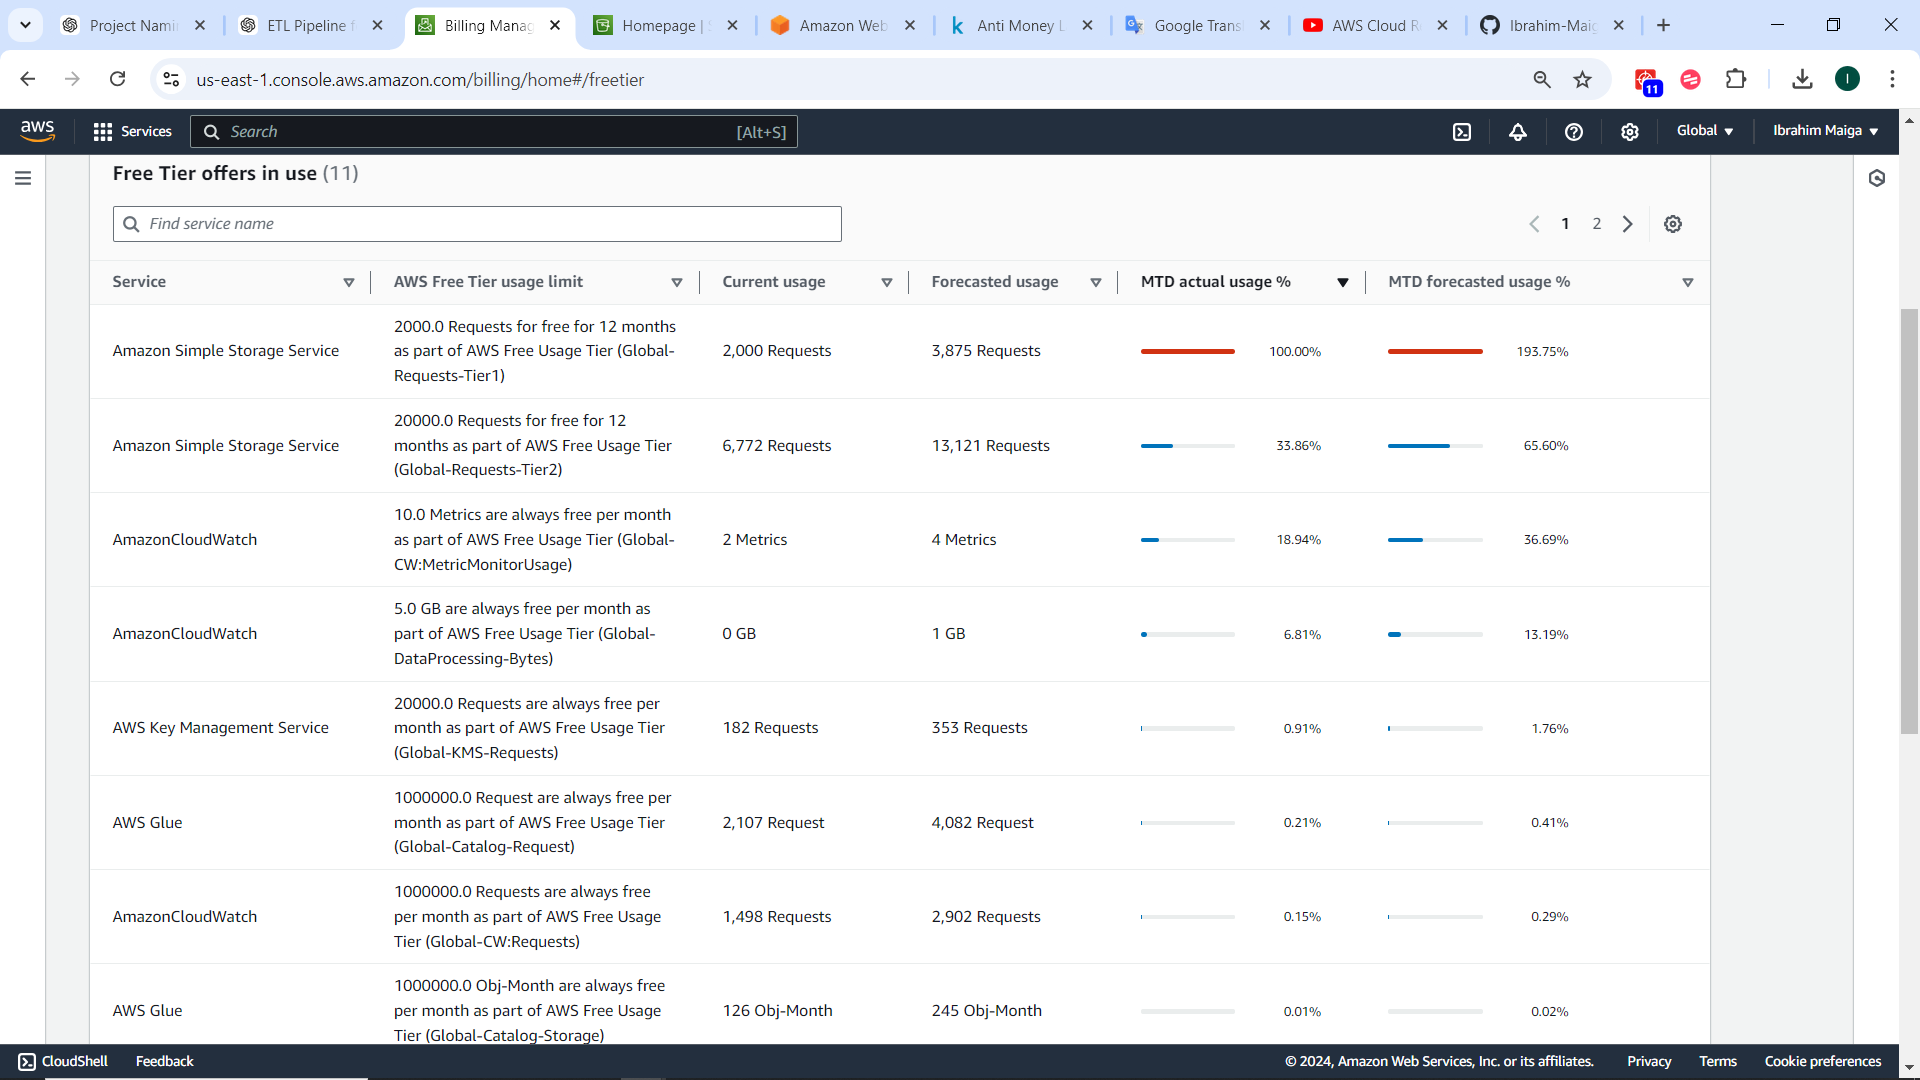 Project Namin
ETL Pipeline f
Billing Manag
Homepage | S
Amazon Web
Anti Money L
Google Transl
AWS Cloud R
Ibrahim-Maig
us-east-1.console.aws.amazon.com/billing/home#/freetier
11
I
aws
Services
Search
[Alt+S]
Global
Ibrahim Maiga
Free Tier offers in use (11)
Find service name
1 2
Service
AWS Free Tier usage limit
Current usage
Forecasted usage
MTD actual usage %
MTD forecasted usage %
Amazon Simple Storage Service
2000.0 Requests for free for 12 months
as part of AWS Free Usage Tier (Global-
Requests-Tier1)
2,000 Requests
3,875 Requests
100.00%
193.75%
Amazon Simple Storage Service
20000.0 Requests for free for 12
months as part of AWS Free Usage Tier
(Global-Requests-Tier2)
6,772 Requests
13,121 Requests
33.86%
65.60%
AmazonCloudWatch
10.0 Metrics are always free per month
as part of AWS Free Usage Tier (Global-
CW:MetricMonitorUsage)
2 Metrics
4 Metrics
18.94%
36.69%
AmazonCloudWatch
5.0 GB are always free per month as
part of AWS Free Usage Tier (Global-
DataProcessing-Bytes)
0 GB
1 GB
6.81%
13.19%
AWS Key Management Service
20000.0 Requests are always free per
month as part of AWS Free Usage Tier
(Global-KMS-Requests)
182 Requests
353 Requests
0.91%
1.76%
AWS Glue
1000000.0 Request are always free per
month as part of AWS Free Usage Tier
(Global-Catalog-Request)
2,107 Request
4,082 Request
0.21%
0.41%
AmazonCloudWatch
1000000.0 Requests are always free
per month as part of AWS Free Usage
Tier (Global-CW:Requests)
1,498 Requests
2,902 Requests
0.15%
0.29%
AWS Glue
1000000.0 Obj-Month are always free
per month as part of AWS Free Usage
Tier (Global-Catalog-Storage)
126 Obj-Month
245 Obj-Month
0.01%
0.02%
CloudShell
Feedback
© 2024, Amazon Web Services, Inc. or its affiliates.
Privacy
Terms
Cookie preferences